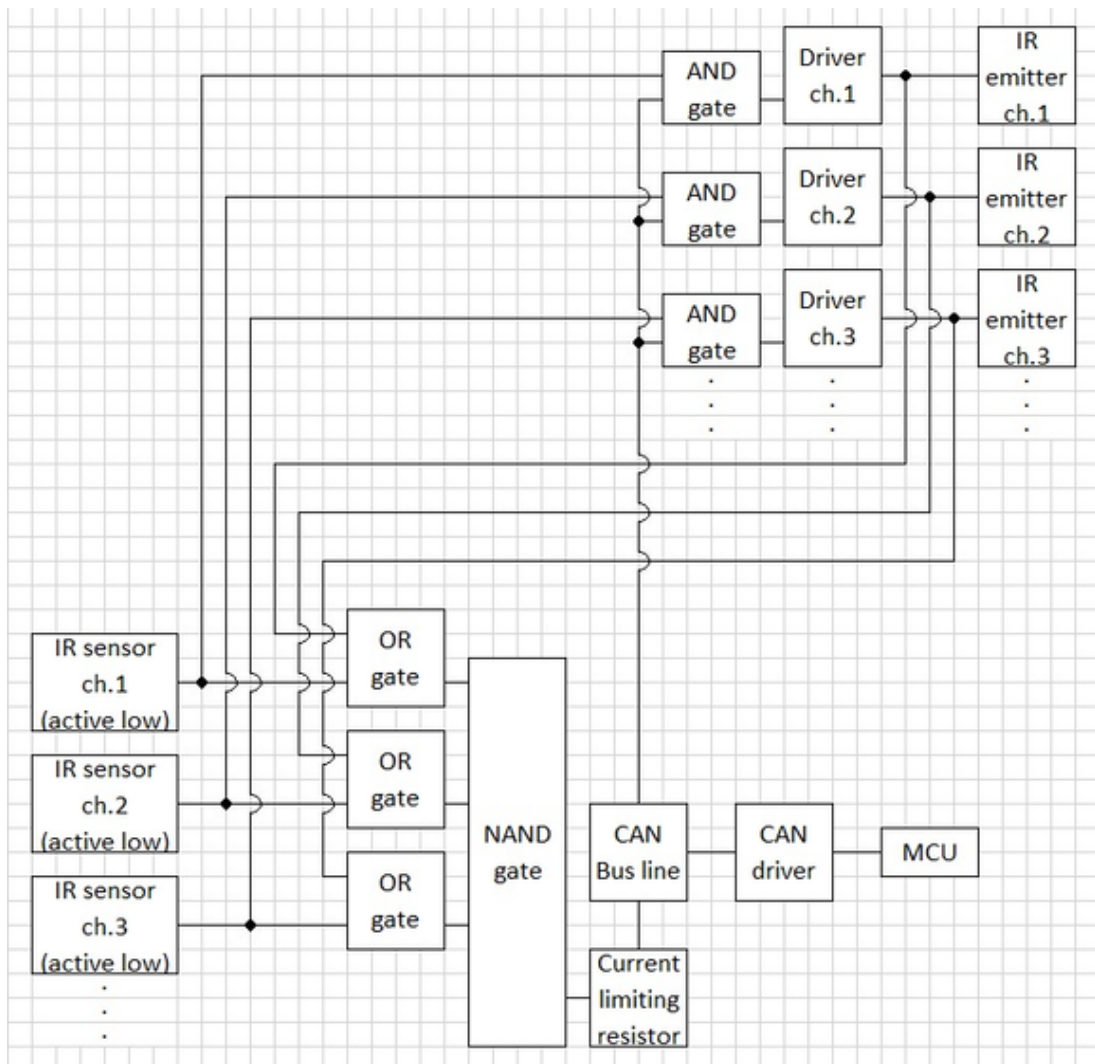 AND
gate
Driver
ch.1
IR
emitter
ch.1
AND
gate
Driver
ch.2
IR
emitter
ch.2
AND
gate
Driver
ch.3
IR
emitter
ch.3
.
.
.
.
.
.
.
.
.
IR sensor
ch.1
(active low)
OR
gate
IR sensor
ch.2
(active low)
OR
gate
IR sensor
ch.3
(active low)
OR
gate
.
.
.
NAND
gate
CAN
Bus line
CAN
driver
MCU
Current
limiting
resistor